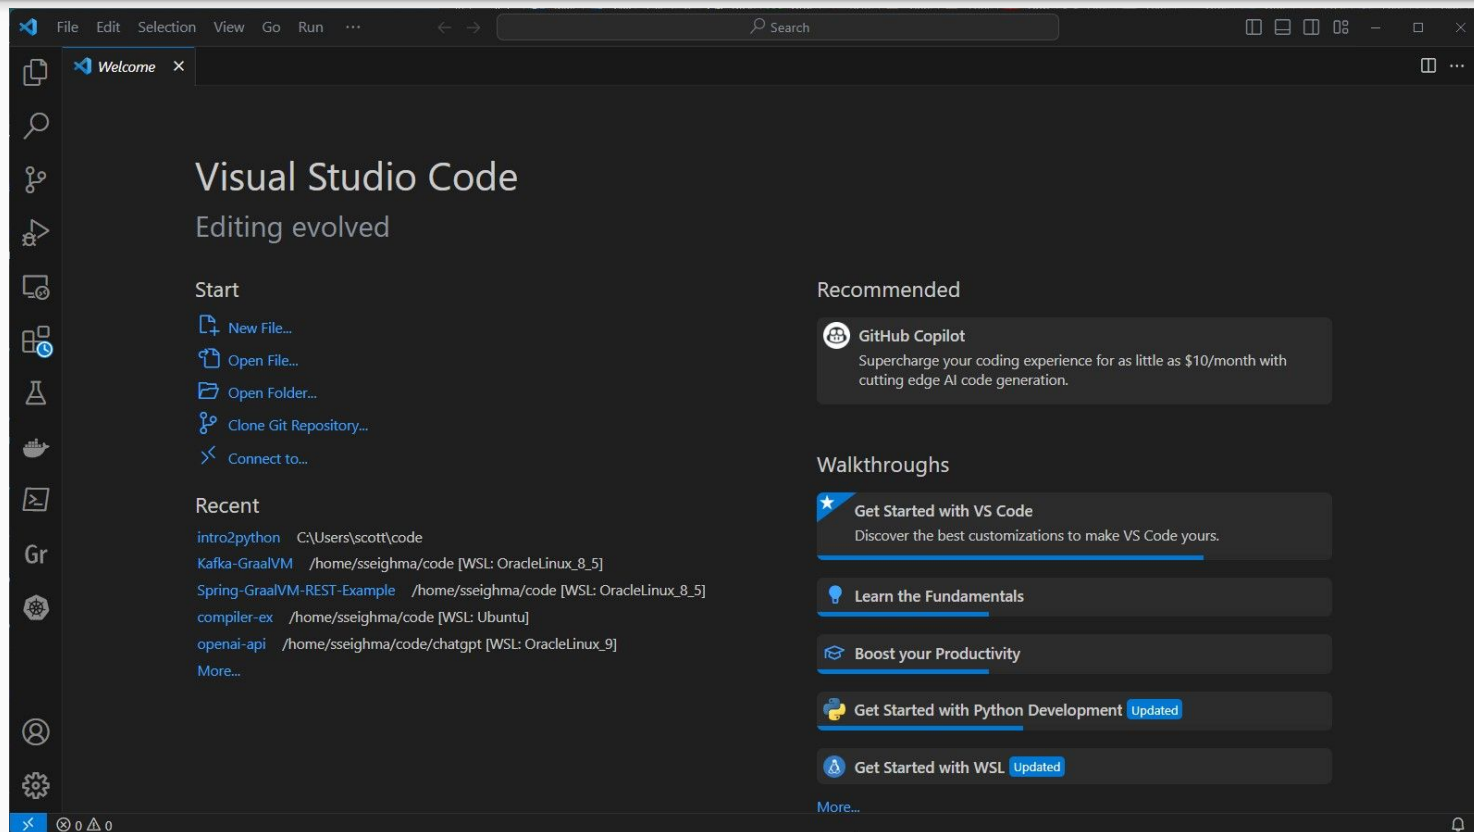 File Edit Selection View Go Run ···
Search
Welcome
Visual Studio Code
Editing evolved
Start
New File...
Open File...
Open Folder...
Clone Git Repository...
Connect to...
Recent
intro2python C:\Users\scott\code
Kafka-GraalVM /home/sseighma/code [WSL: OracleLinux_8_5]
Spring-GraalVM-REST-Example /home/sseighma/code [WSL: OracleLinux_8_5]
compiler-ex /home/sseighma/code [WSL: Ubuntu]
openai-api /home/sseighma/code/chatgpt [WSL: OracleLinux_9]
More...
Recommended
GitHub Copilot
Supercharge your coding experience for as little as $10/month with
cutting edge AI code generation.
Walkthroughs
Get Started with VS Code
Discover the best customizations to make VS Code yours.
Learn the Fundamentals
Boost your Productivity
Get Started with Python Development Updated
Get Started with WSL Updated
More...
Gr
0 0